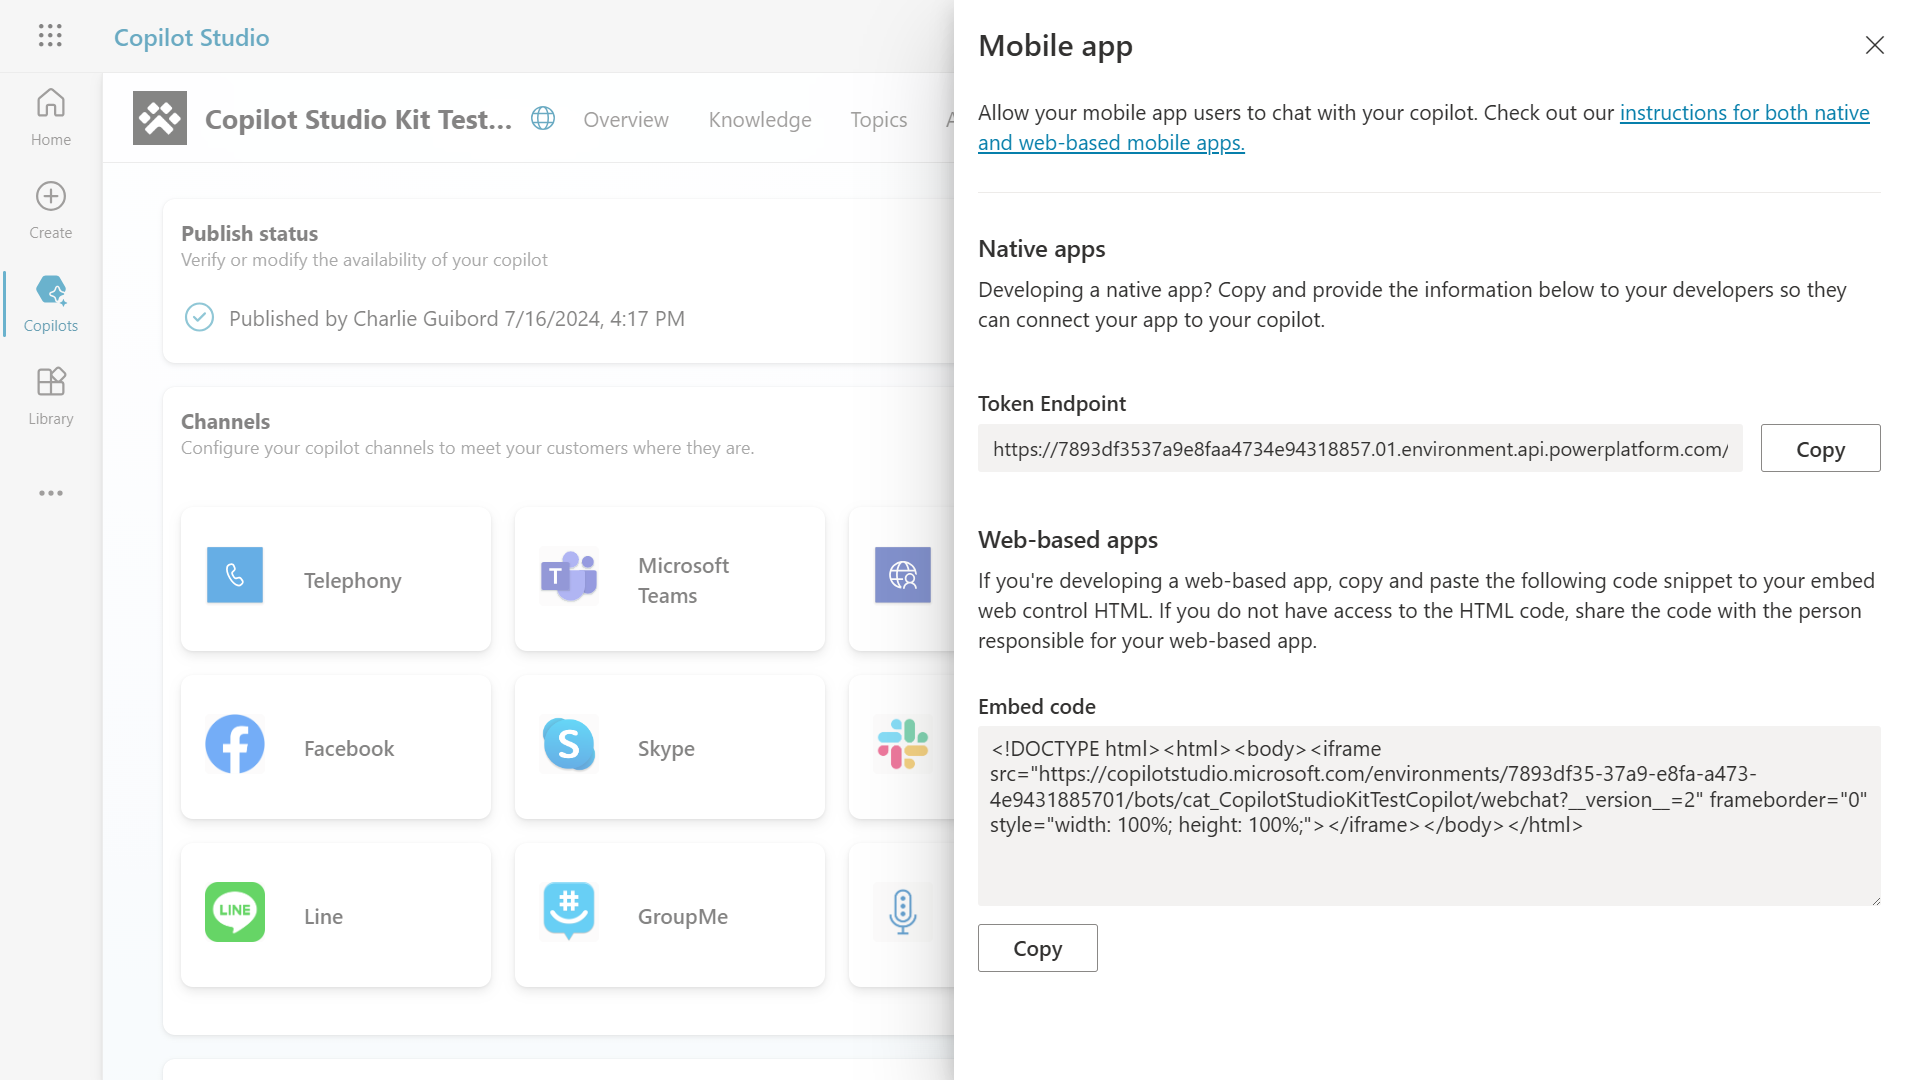 Copilot Studio
Home
Create
Copilots
Library
Copilot Studio Kit Test...
Overview
Knowledge
Topics
Publish status
Verify or modify the availability of your copilot
Published by Charlie Guibord 7/16/2024, 4:17 PM
Channels
Configure your copilot channels to meet your customers where they are.
Telephony
Microsoft
Teams
Facebook
Skype
LINE
Line
GroupMe
Mobile app
Allow your mobile app users to chat with your copilot. Check out our instructions for both native
and web-based mobile apps.
Native apps
Developing a native app? Copy and provide the information below to your developers so they
can connect your app to your copilot.
Token Endpoint
https://7893df3537a9e8faa4734e94318857.01.environment.api.powerplatform.com/
Copy
Web-based apps
If you're developing a web-based app, copy and paste the following code snippet to your embed
web control HTML. If you do not have access to the HTML code, share the code with the person
responsible for your web-based app.
Embed code
<!DOCTYPE html><html><body><iframe
src="https://copilotstudio.microsoft.com/environments/7893df35-37a9-e8fa-a473-
4e9431885701/bots/cat_CopilotStudioKitTestCopilot/webchat?__version__=2" frameborder="0"
style="width: 100%; height: 100%;"></iframe></body></html>
Copy